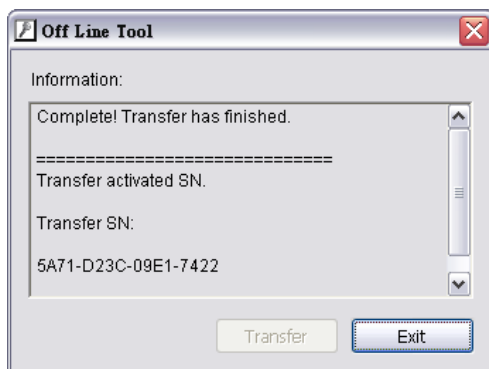 Off Line Tool
Information:
Complete! Transfer has finished.
==============================
Transfer activated SN.
Transfer SN:
5A71-D23C-09E1-7422
Transfer
Exit